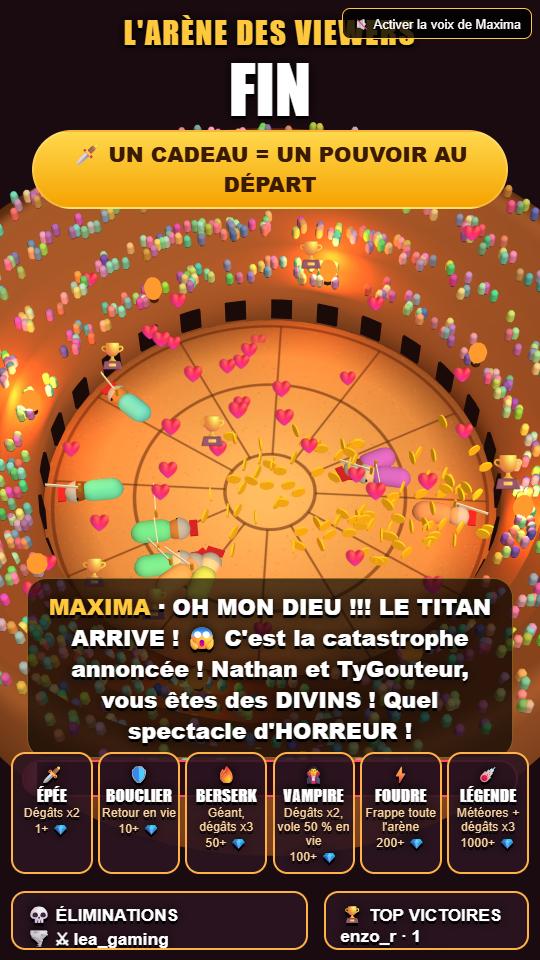 L'ARÈNE DES VIEWERS
Activer la voix de Maxima
FIN
UN CADEAU = UN POUVOIR AU
DÉPART
MAXIMA · OH MON DIEU !!! LE TITAN
ARRIVE ! 😱 C'est la catastrophe
annoncée ! Nathan et TyGouteur,
vous êtes des DIVINS ! Quel
spectacle d'HORREUR !
ÉPÉE
Dégâts x2
1+
BOUCLIER
Retour en vie
10+
BERSERK
Géant,
dégâts x3
50+
VAMPIRE
Dégâts x2,
vole 50 % en
vie
100+
FOUDRE
Frappe toute
l'arène
200+
LÉGENDE
Météores +
dégâts x3
1000+
ÉLIMINATIONS
lea_gaming
TOP VICTOIRES
enzo_r · 1